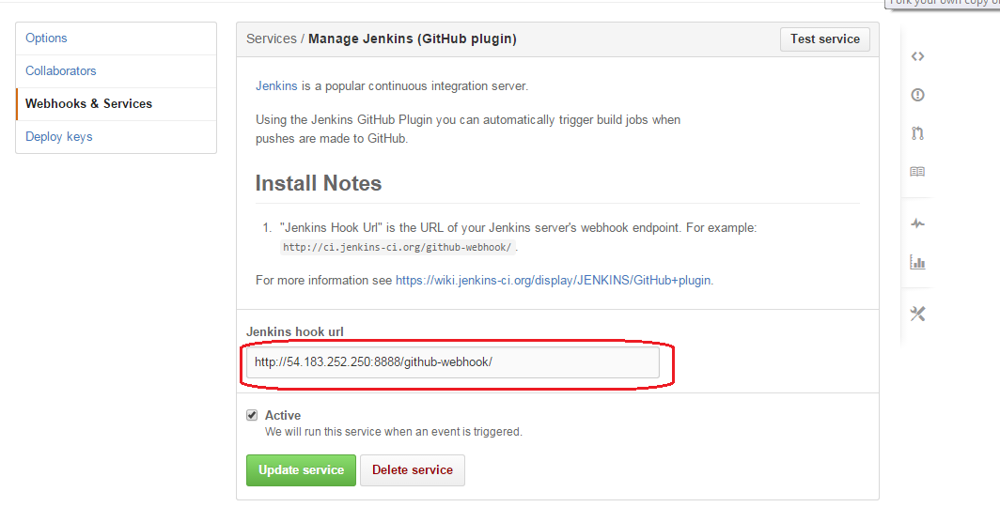 Fork your own copy o
Options
Collaborators
Webhooks & Services
Deploy keys
Services / Manage Jenkins (GitHub plugin)
Test service
Jenkins is a popular continuous integration server.
Using the Jenkins GitHub Plugin you can automatically trigger build jobs when
pushes are made to GitHub.
Install Notes
1. "Jenkins Hook Url" is the URL of your Jenkins server's webhook endpoint. For example:
http://ci.jenkins-ci.org/github-webhook/ .
For more information see https://wiki.jenkins-ci.org/display/JENKINS/GitHub+plugin.
Jenkins hook url
http://54.183.252.250:8888/github-webhook/
Active
We will run this service when an event is triggered.
Update service
Delete service